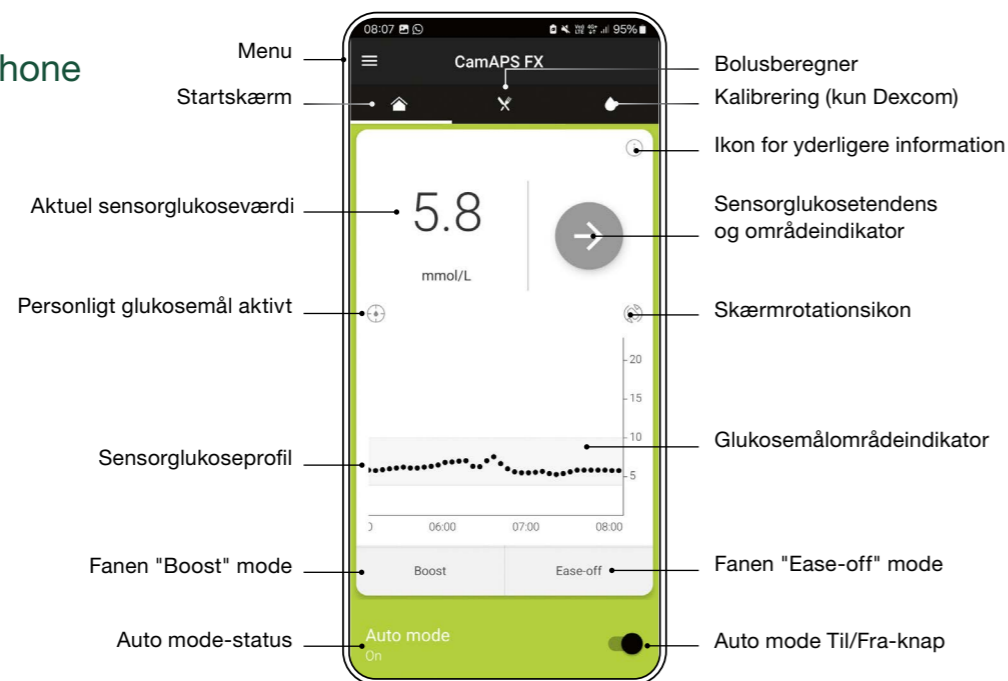 hone
Menu
Startskærm
Aktuel sensorglukoseværdi
Personligt glukosemål aktivt
Sensorglukoseprofil
Fanen "Boost" mode
Auto mode-status
08:07
95%
CamAPS FX
5.8
mmol/L
20
15
10
5
06:00 07:00 08:00
Boost Ease-off
Auto mode
On
Bolusberegner
Kalibrering (kun Dexcom)
Ikon for yderligere information
Sensorglukosetendens
og områdeindikator
Skærmrotationsikon
Glukosemålområdeindikator
Fanen "Ease-off" mode
Auto mode Til/Fra-knap